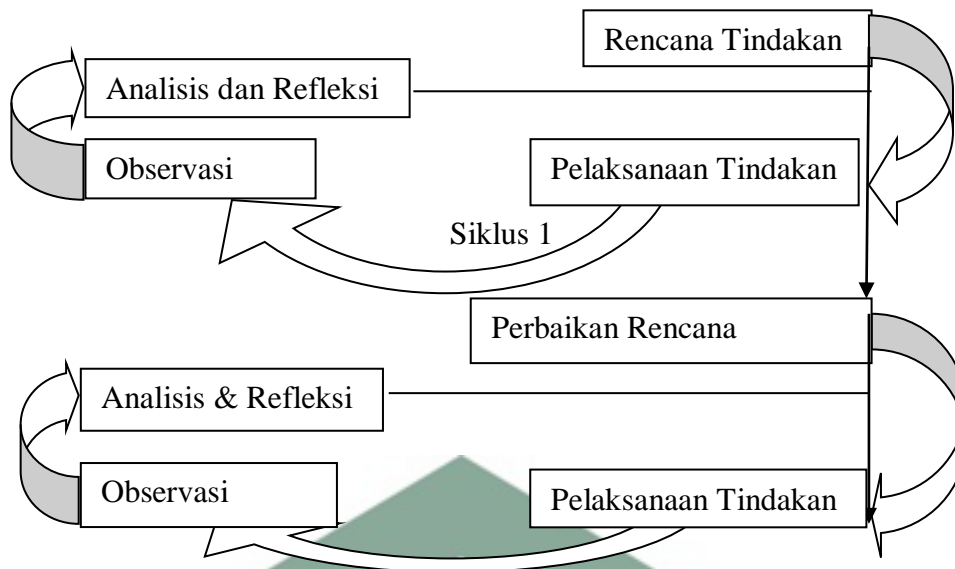 Rencana Tindakan
Analisis dan Refleksi
Observasi
Pelaksanaan Tindakan
Siklus 1
Perbaikan Rencana
Analisis & Refleksi
Observasi
Pelaksanaan Tindakan